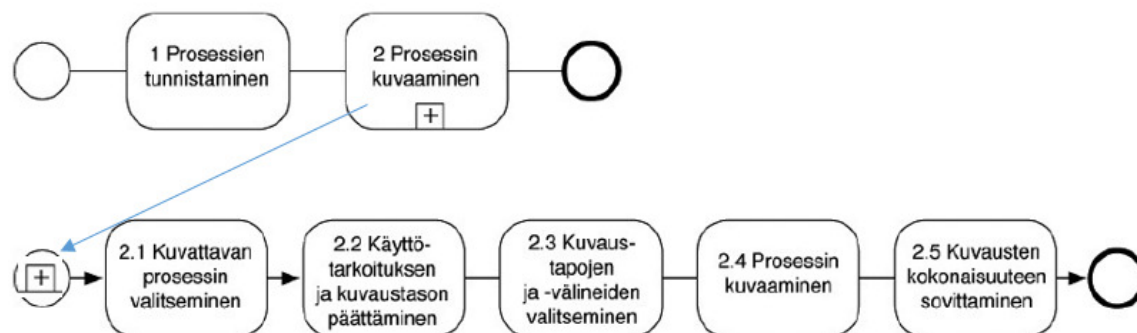 1 Prosessien
tunnistaminen
2 Prosessin
kuvaaminen
+
+
2.1 Kuvattavan
prosessin
valitseminen
2.2 Käyttö-
tarkoituksen
ja kuvaustason
päättäminen
2.3 Kuvaus-
tapojen
ja -välineiden
valitseminen
2.4 Prosessin
kuvaaminen
2.5 Kuvausten
kokonaisuuteen
sovittaminen